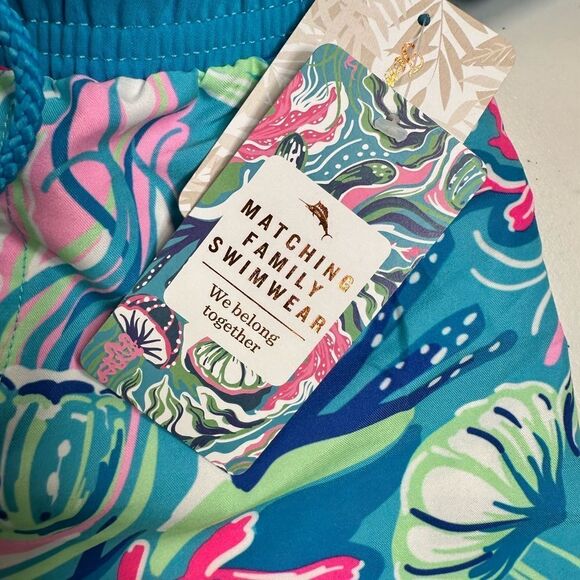 MATCHING
FAMILY
SWIMWEAR
We belong
together